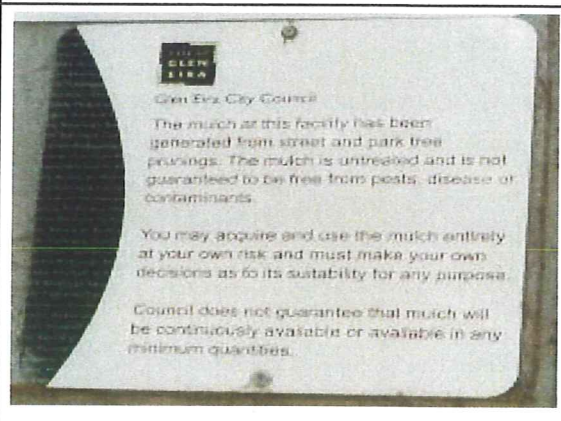 GLEN
EIRA
Glen Eira City Council
The mulch at this facility has been
generated from street and park tree
prunings. The mulch is untreated and is not
guaranteed to be free from pests, disease or
contaminants.
You may acquire and use the mulch entirely
at your own risk and must make your own
decisions as to its suitability for any purpose.
Council does not guarantee that mulch will
be continuously available or available in any
minimum quantities.